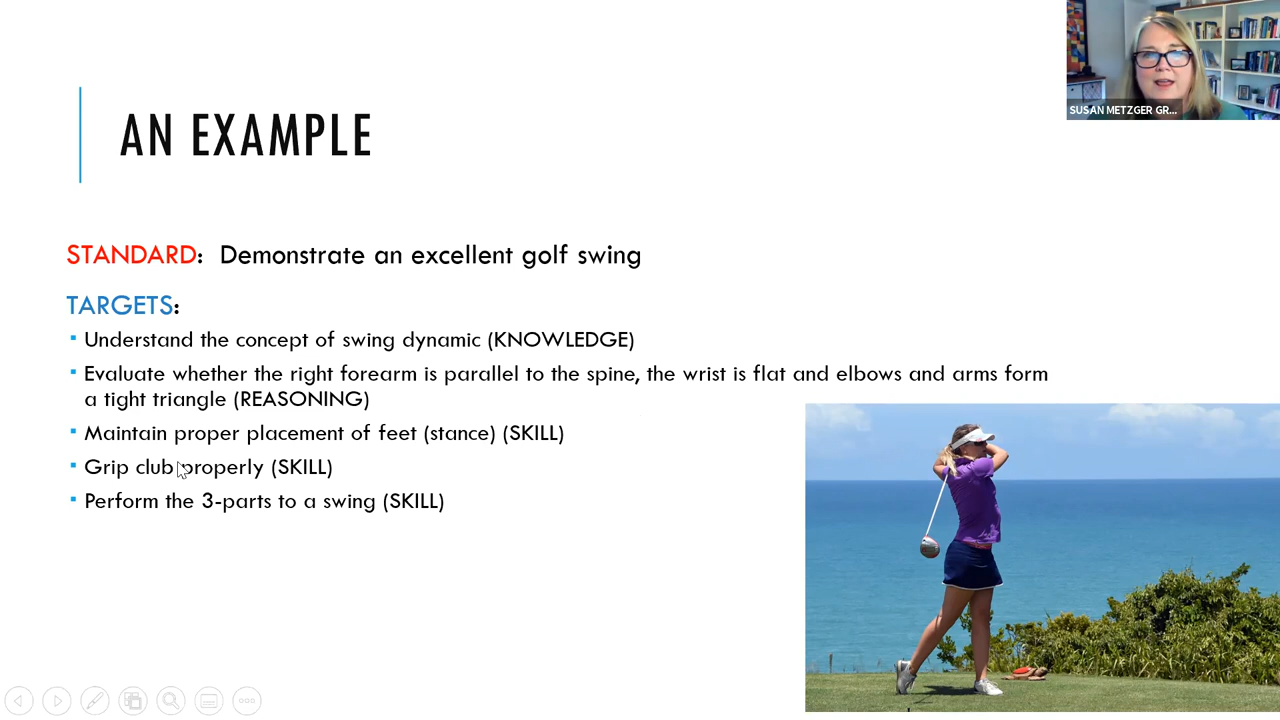 SUSAN METZGER GR...
AN EXAMPLE
STANDARD: Demonstrate an excellent golf swing
TARGETS:
▪ Understand the concept of swing dynamic (KNOWLEDGE)
▪ Evaluate whether the right forearm is parallel to the spine, the wrist is flat and elbows and arms form
a tight triangle (REASONING)
▪ Maintain proper placement of feet (stance) (SKILL)
▪ Grip club properly (SKILL)
▪ Perform the 3-parts to a swing (SKILL)